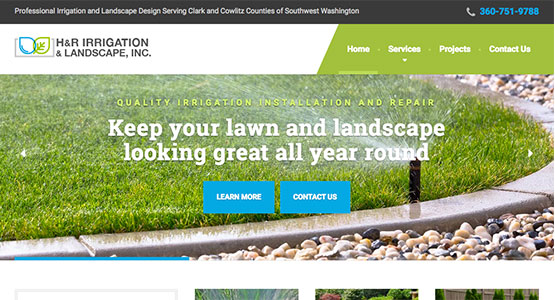 Professional Irrigation and Landscape Design Serving Clark and Cowlitz Counties of Southwest Washington
360-751-9788
H&R IRRIGATION
& LANDSCAPE, INC.
Home
Services
Projects
Contact Us
QUALITY IRRIGATION INSTALLATION AND REPAIR
Keep your lawn and landscape
looking great all year round
LEARN MORE
CONTACT US